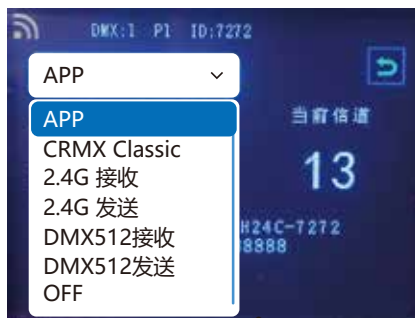 DMX:1 P1 ID:7272
APP
当前信道
APP
CRMX Classic
13
2.4G 接收
2.4G 发送
H24C-7272
DMX512接收
8888
DMX512发送
OFF